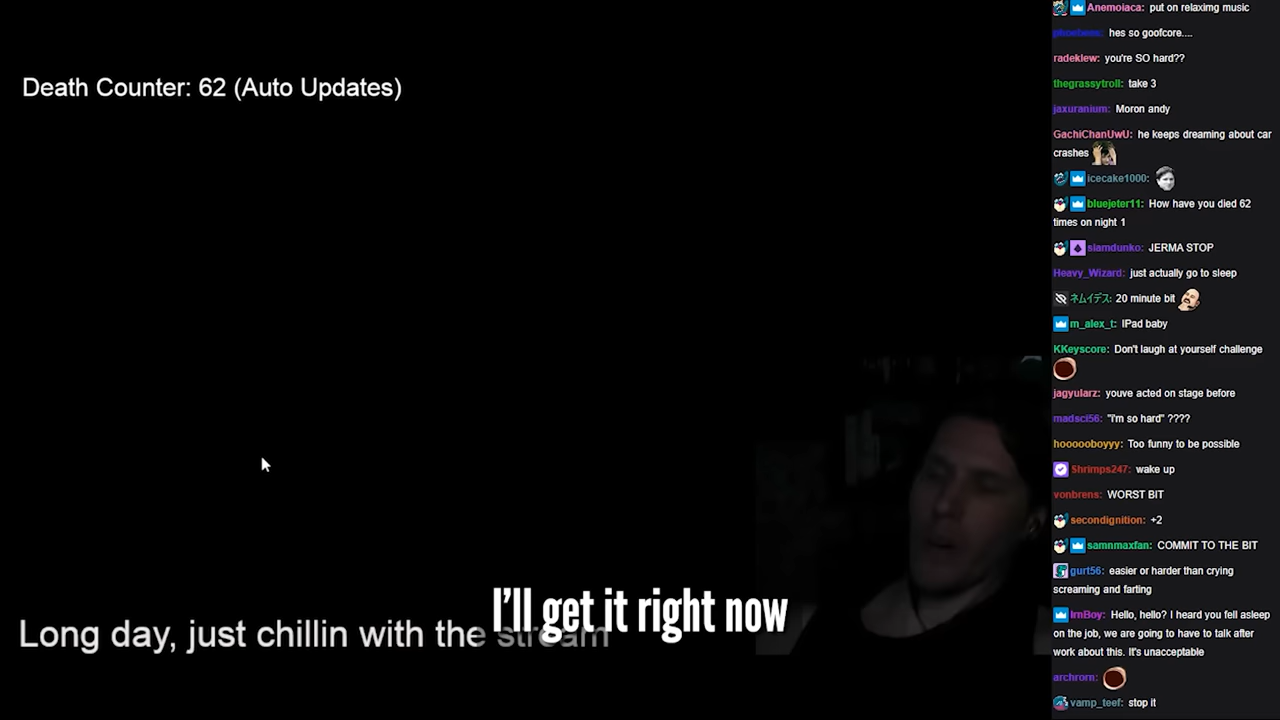 Death Counter: 62 (Auto Updates)
I'll get it right now
Long day, just chillin with the stream
Anemoiaca: put on relaximg music
phoebens: hes so goofcore....
radeklew: you're SO hard??
thegrassytroll: take 3
jaxuranium: Moron andy
GachiChanUwU: he keeps dreaming about car
crashes
icecake1000:
bluejeter11: How have you died 62
times on night 1
slamdunko: JERMA STOP
Heavy_Wizard: just actually go to sleep
ネムイデス: 20 minute bit
m_alex_t: IPad baby
KKeyscore: Don't laugh at yourself challenge
jagyularz: youve acted on stage before
madsci56: "i'm so hard" ????
hoooooboyyy: Too funny to be possible
Shrimps247: wake up
vonbrens: WORST BIT
secondignition: +2
samnmaxfan: COMMIT TO THE BIT
gurt56: easier or harder than crying
screaming and farting
IrnBoy: Hello, hello? I heard you fell asleep
on the job, we are going to have to talk after
work about this. It's unacceptable
archrorn:
vamp_teef: stop it